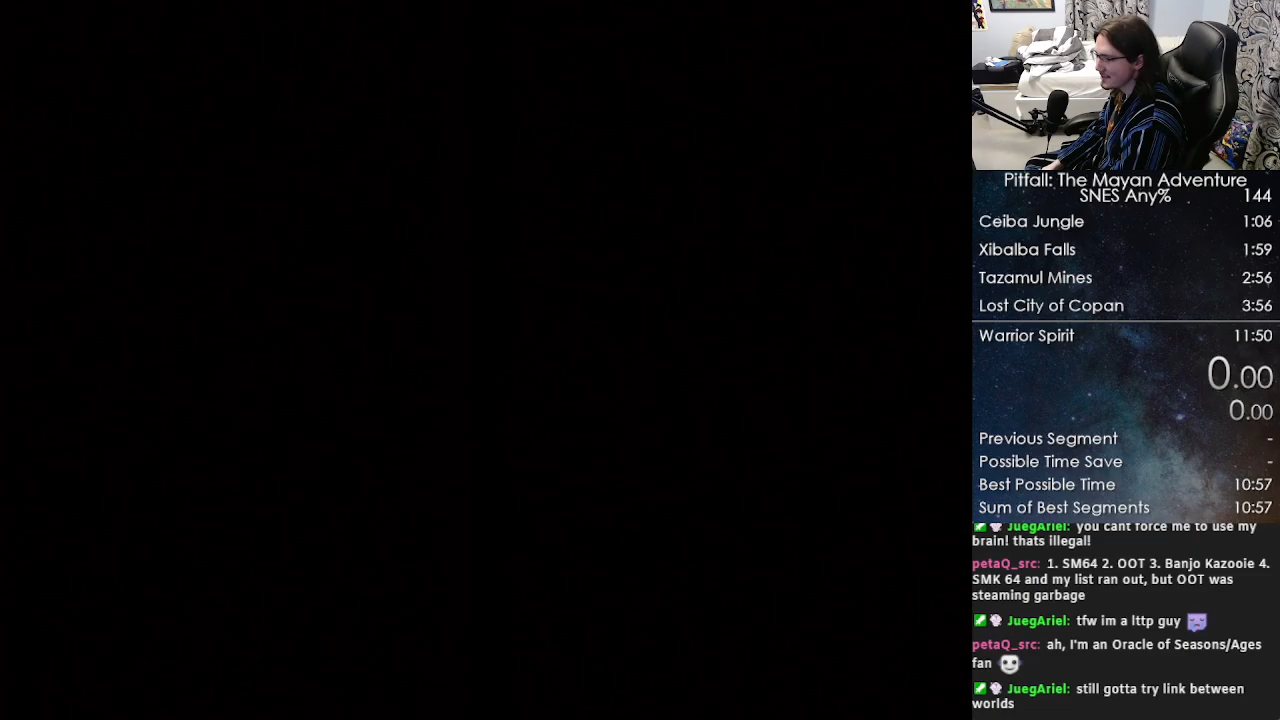 Pitfall: The Mayan Adventure
SNES Any% 144
Ceiba Jungle 1:06
Xibalba Falls 1:59
Tazamul Mines 2:56
Lost City of Copan 3:56
Warrior Spirit 11:50
0.00
0.00
Previous Segment -
Possible Time Save -
Best Possible Time 10:57
Sum of Best Segments 10:57
JuegAriel: you cant force me to use my
brain! thats illegal!
petaQ_src: 1. SM64 2. OOT 3. Banjo Kazooie 4.
SMK 64 and my list ran out, but OOT was
steaming garbage
JuegAriel: tfw im a lttp guy
petaQ_src: ah, I'm an Oracle of Seasons/Ages
fan
JuegAriel: still gotta try link between
worlds